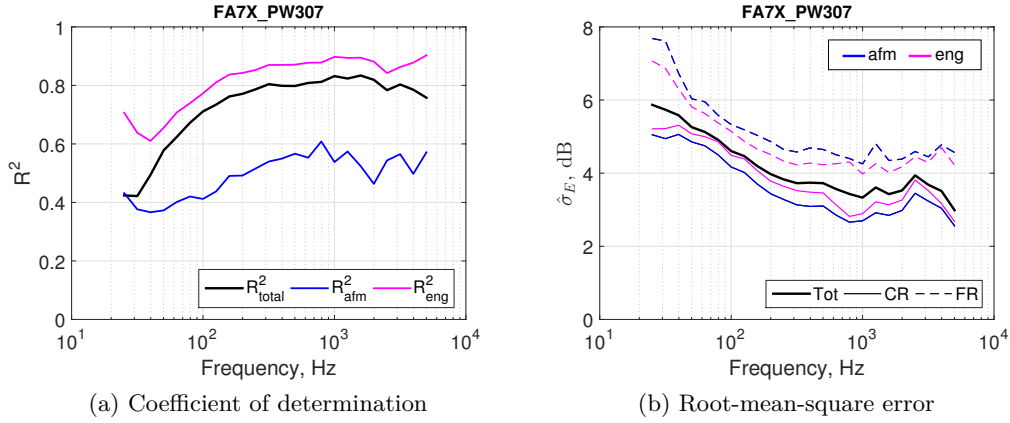 FA7X_PW307
1
0.8
0.6
0.4
0.2
0
R²
R²total R²afm R²eng
10¹ 10² 10³ 10⁴
Frequency, Hz
(a) Coefficient of determination
FA7X_PW307
8
6
4
2
0
σ̂_E, dB
afm eng
Tot CR FR
10¹ 10² 10³ 10⁴
Frequency, Hz
(b) Root-mean-square error